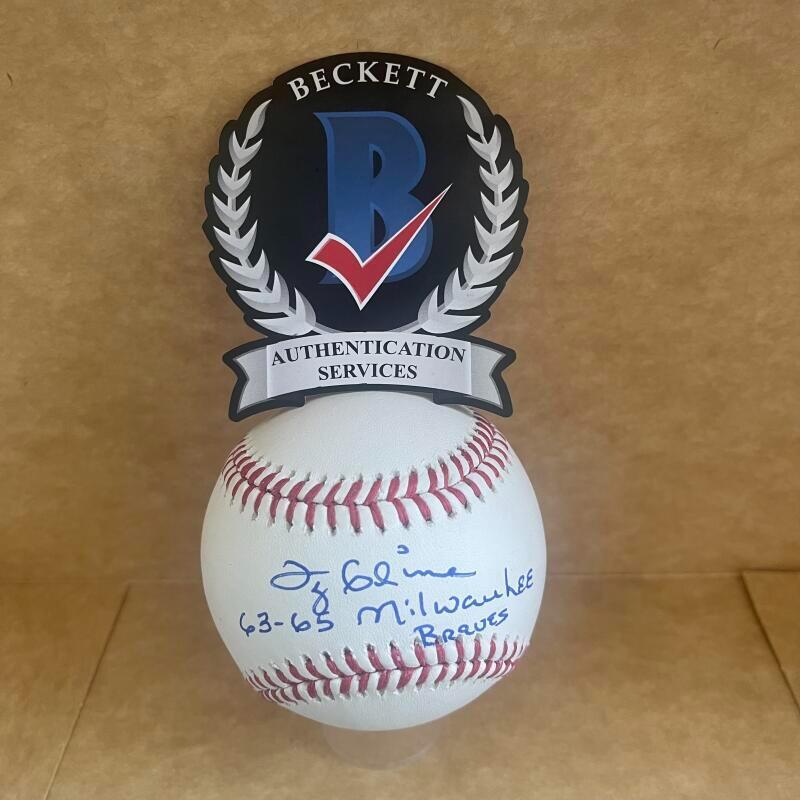 BECKETT
B
AUTHENTICATION
SERVICES
Ty Cline
63-65 Milwaukee
Braves